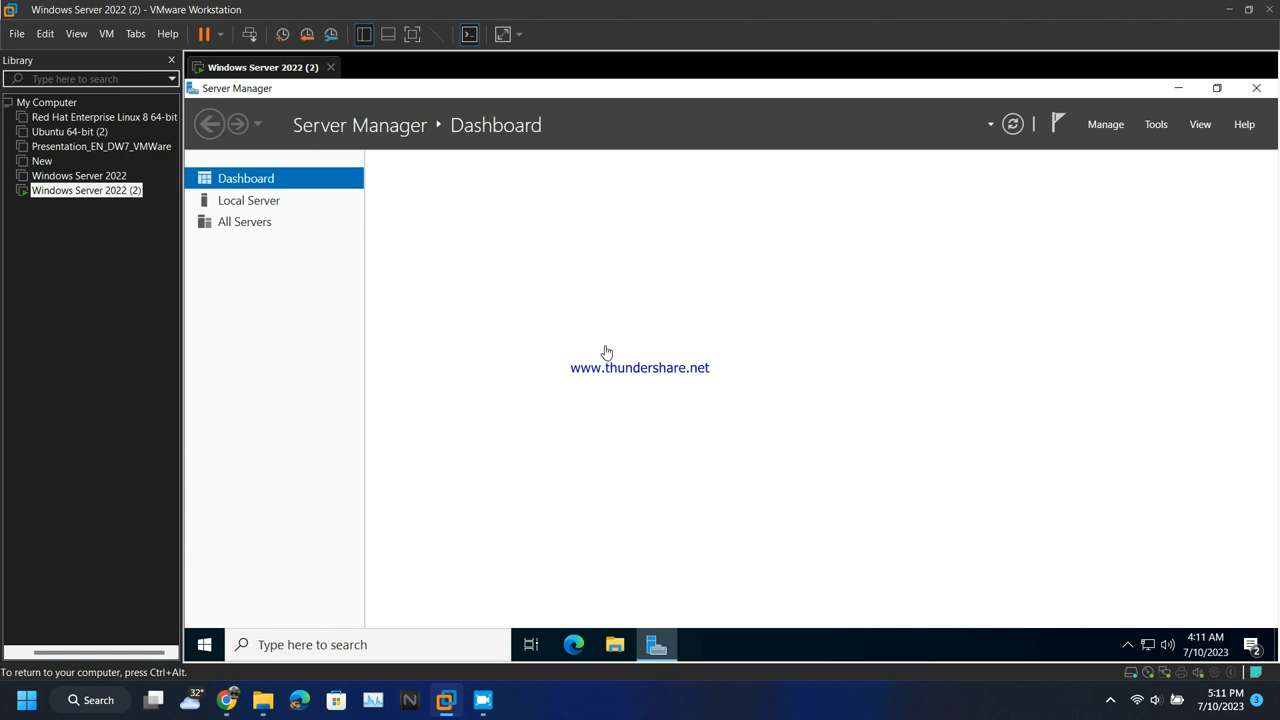 Windows Server 2022 (2) - VMware Workstation
File Edit View VM Tabs Help
Library
Type here to search
Windows Server 2022 (2)
My Computer
Red Hat Enterprise Linux 8 64-bit
Ubuntu 64-bit (2)
Presentation_EN_DW7_VMWare
New
Windows Server 2022
Windows Server 2022 (2)
Server Manager
Server Manager Dashboard
Manage Tools View Help
Dashboard
Local Server
All Servers
www.thundershare.net
Type here to search
4:11 AM
7/10/2023
2
To return to your computer, press Ctrl+Alt.
Search
32°
5:11 PM
7/10/2023
3